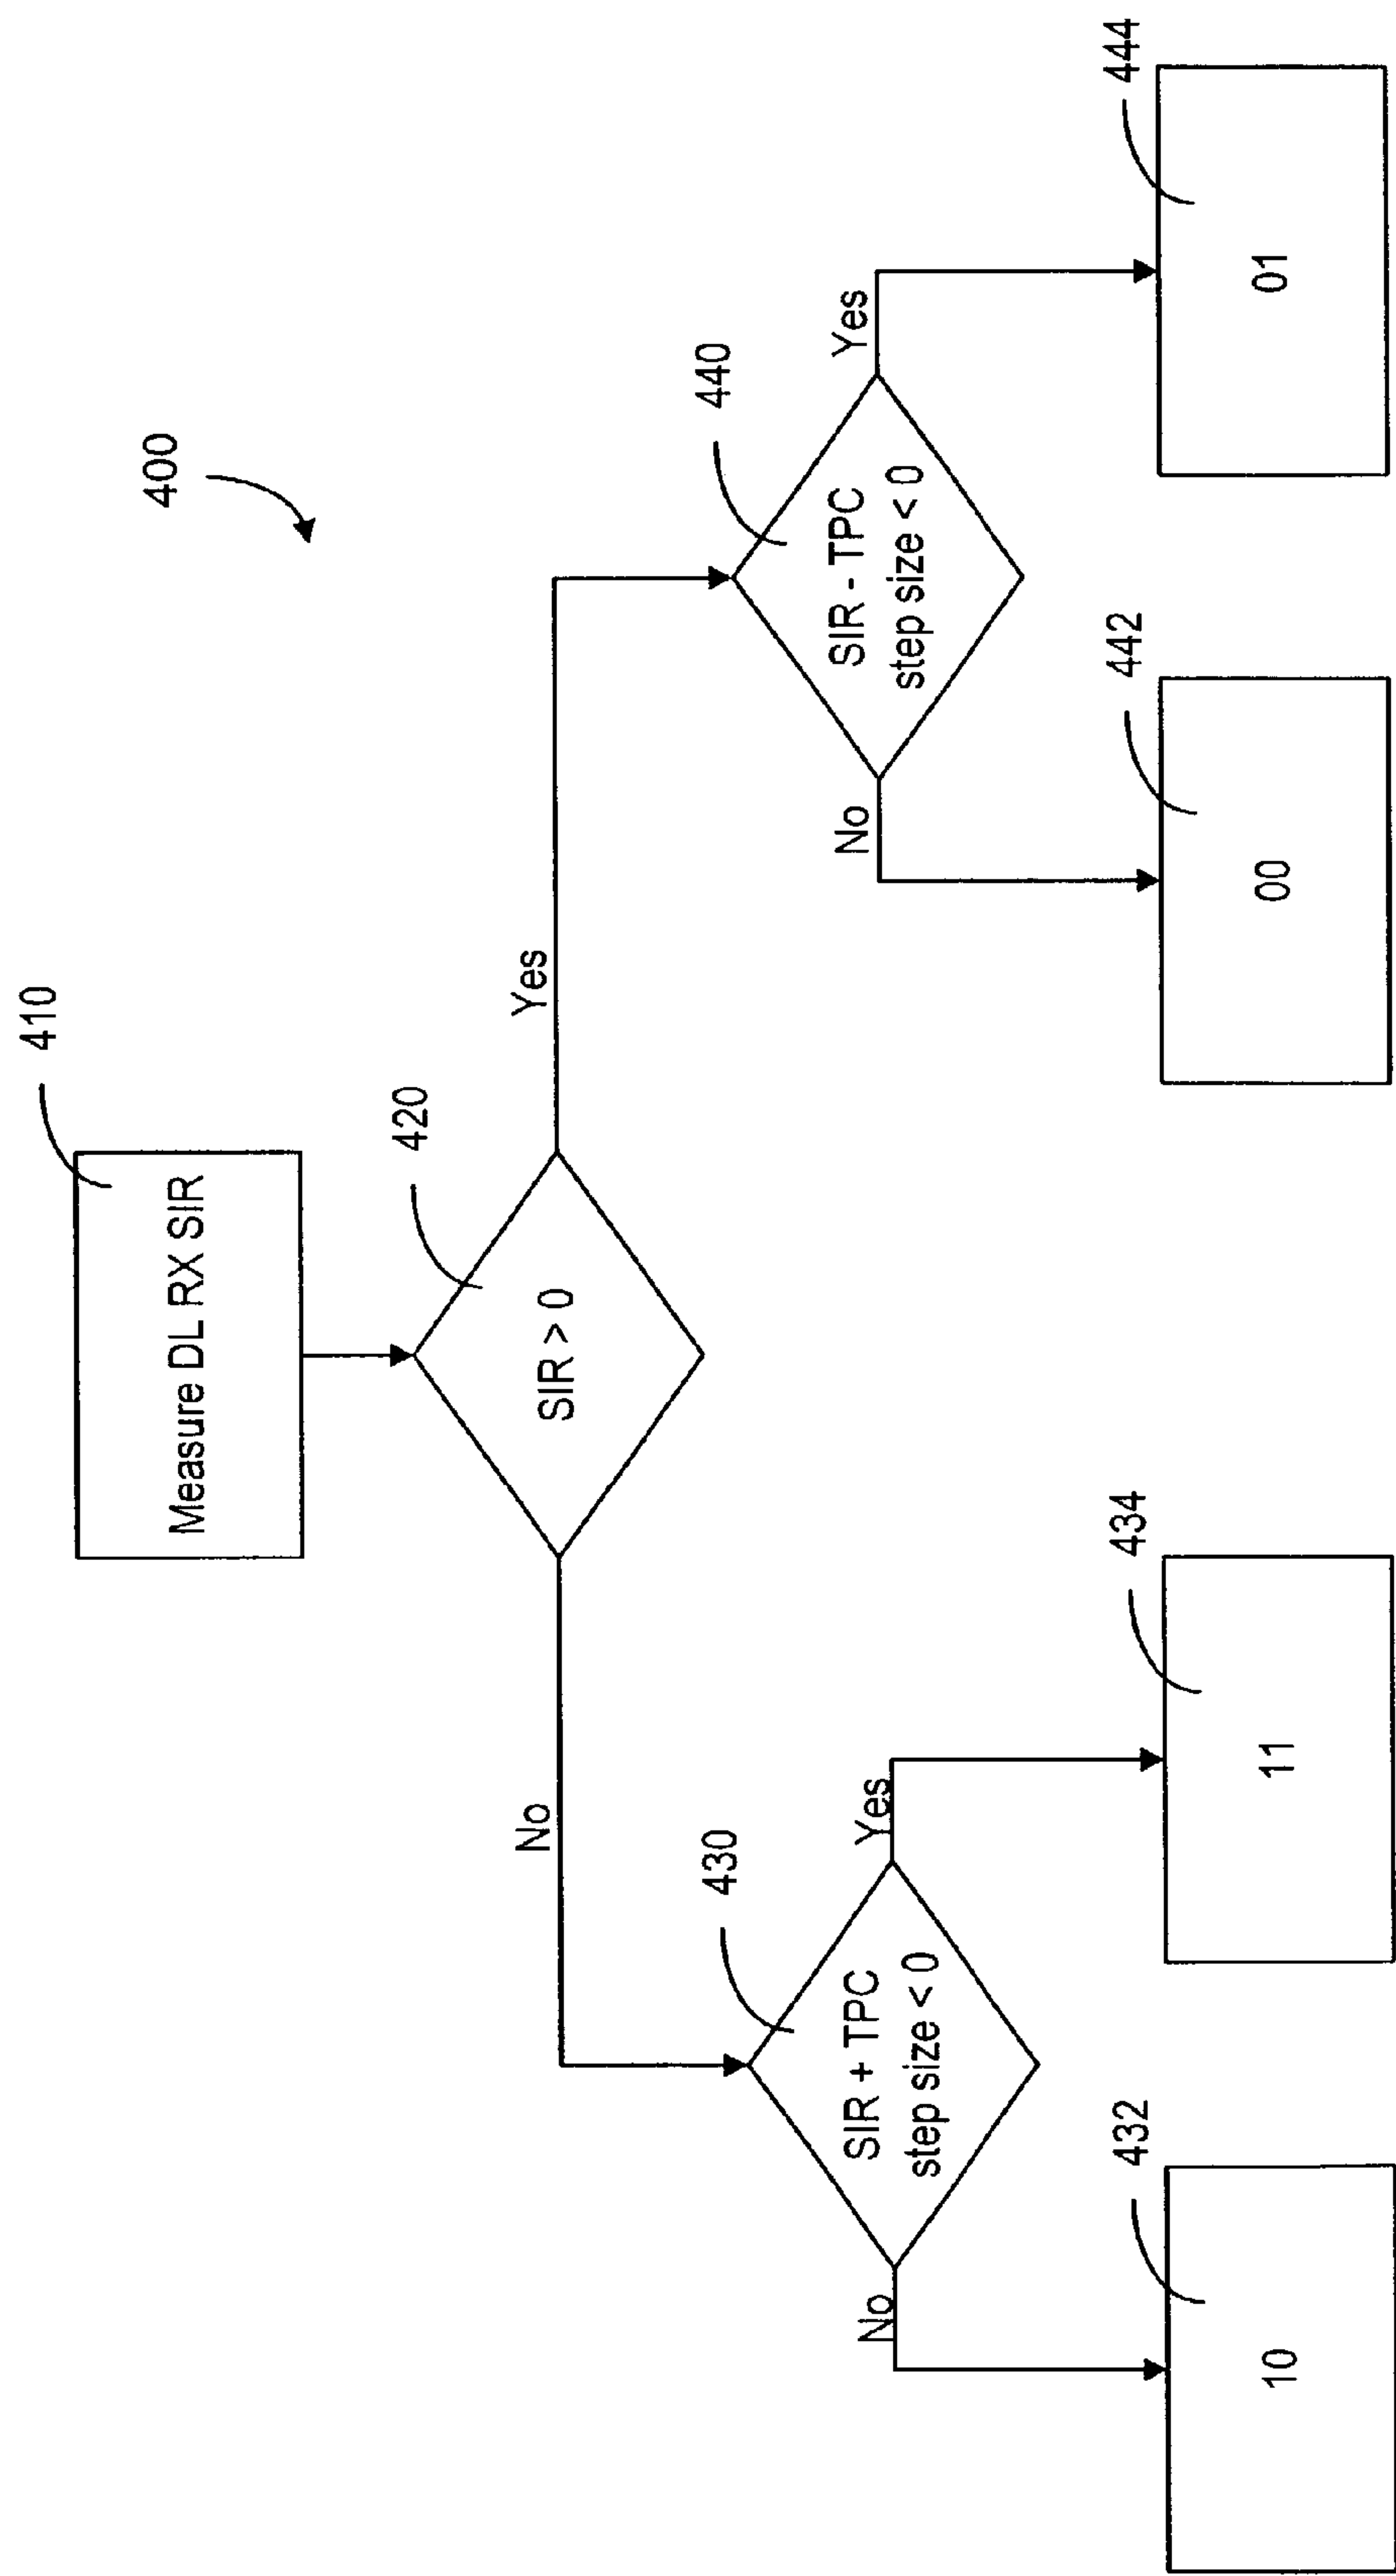 400
410
Measure DL RX SIR
420
SIR > 0
No
Yes
430
SIR + TPC
step size < 0
440
SIR - TPC
step size < 0
No
Yes
No
Yes
432
10
434
11
442
00
444
01